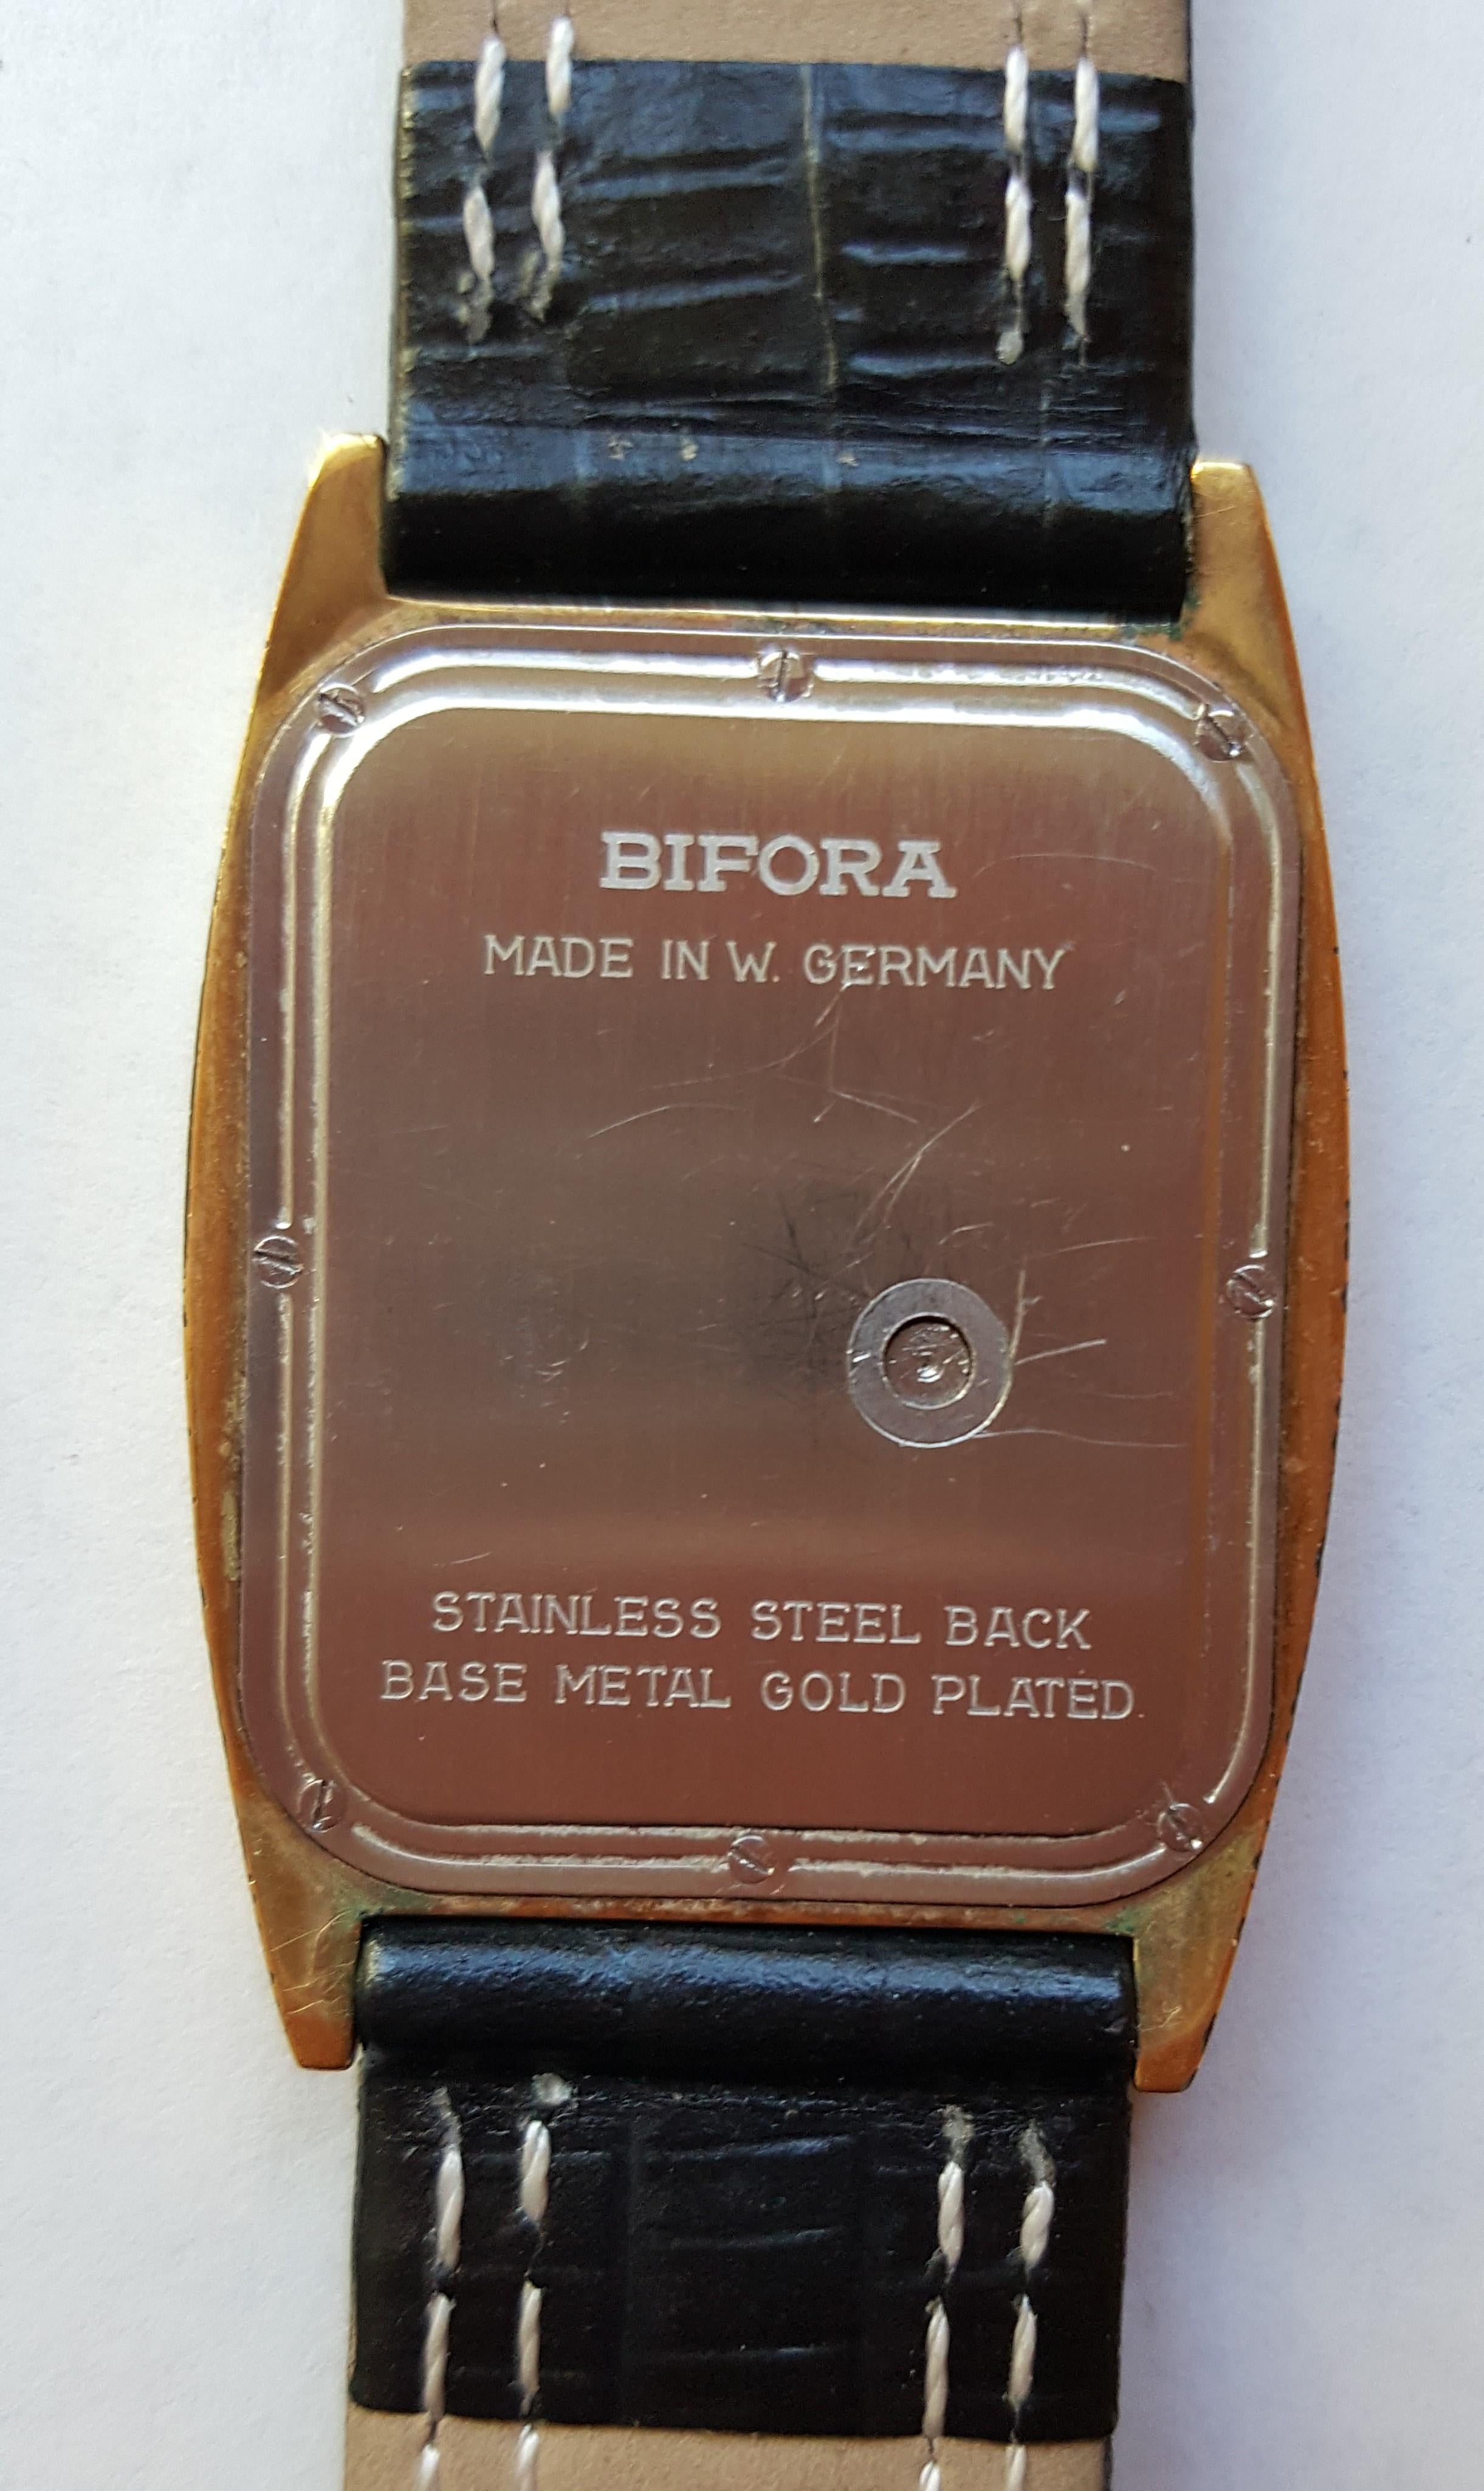 BIFORA
MADE IN W. GERMANY
STAINLESS STEEL BACK
BASE METAL GOLD PLATED.